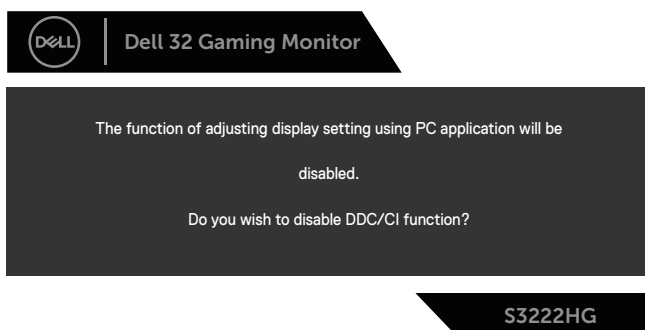 DELL
Dell 32 Gaming Monitor
The function of adjusting display setting using PC application will be
disabled.
Do you wish to disable DDC/CI function?
S3222HG